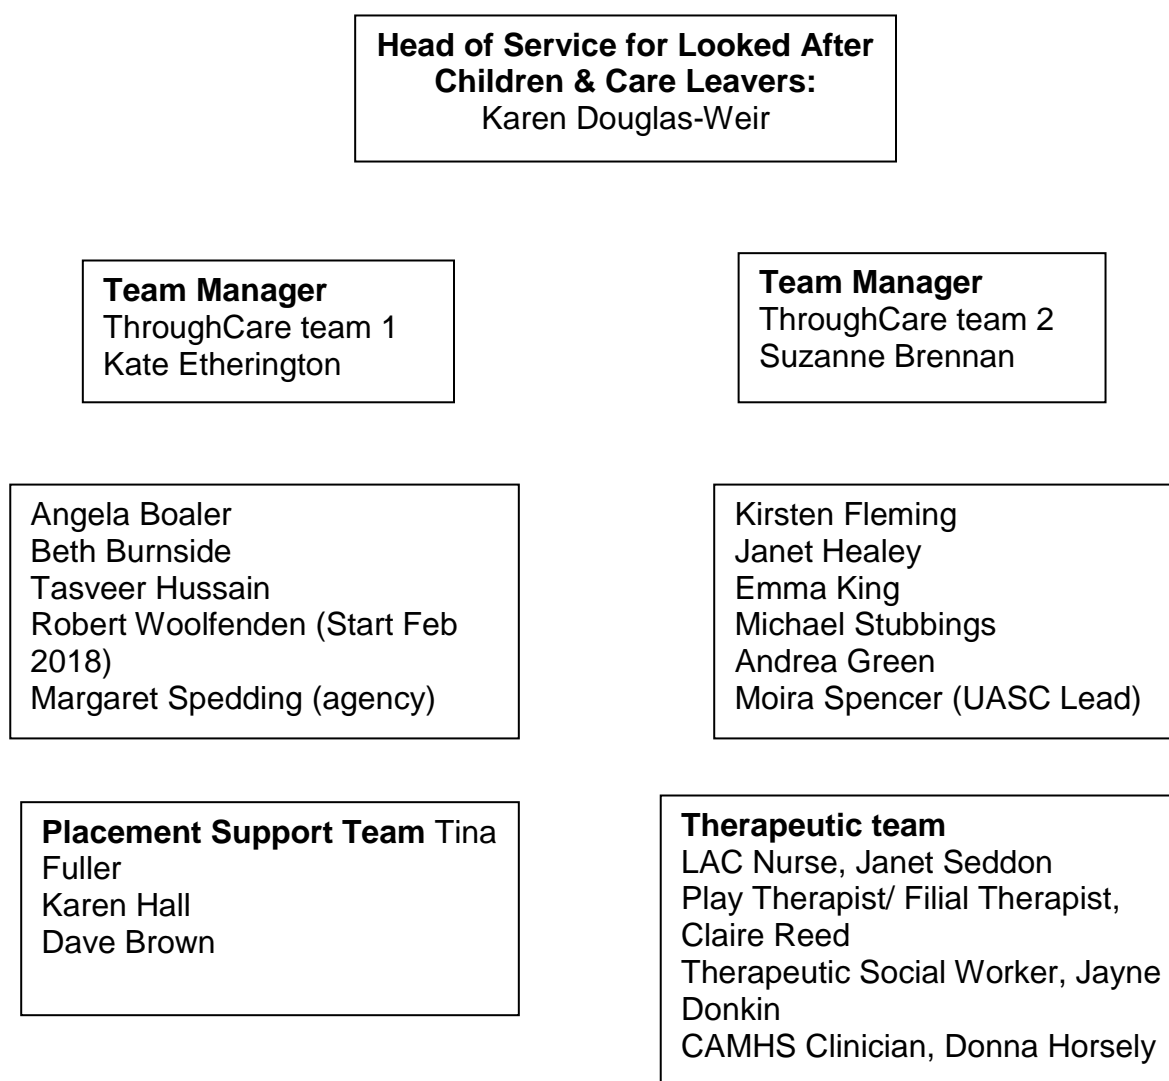 Head of Service for Looked After
Children & Care Leavers:
Karen Douglas-Weir
Team Manager
ThroughCare team 1
Kate Etherington
Team Manager
ThroughCare team 2
Suzanne Brennan
Angela Boaler
Beth Burnside
Tasveer Hussain
Robert Woolfenden (Start Feb
2018)
Margaret Spedding (agency)
Kirsten Fleming
Janet Healey
Emma King
Michael Stubbings
Andrea Green
Moira Spencer (UASC Lead)
Placement Support Team Tina
Fuller
Karen Hall
Dave Brown
Therapeutic team
LAC Nurse, Janet Seddon
Play Therapist/ Filial Therapist,
Claire Reed
Therapeutic Social Worker, Jayne
Donkin
CAMHS Clinician, Donna Horsely